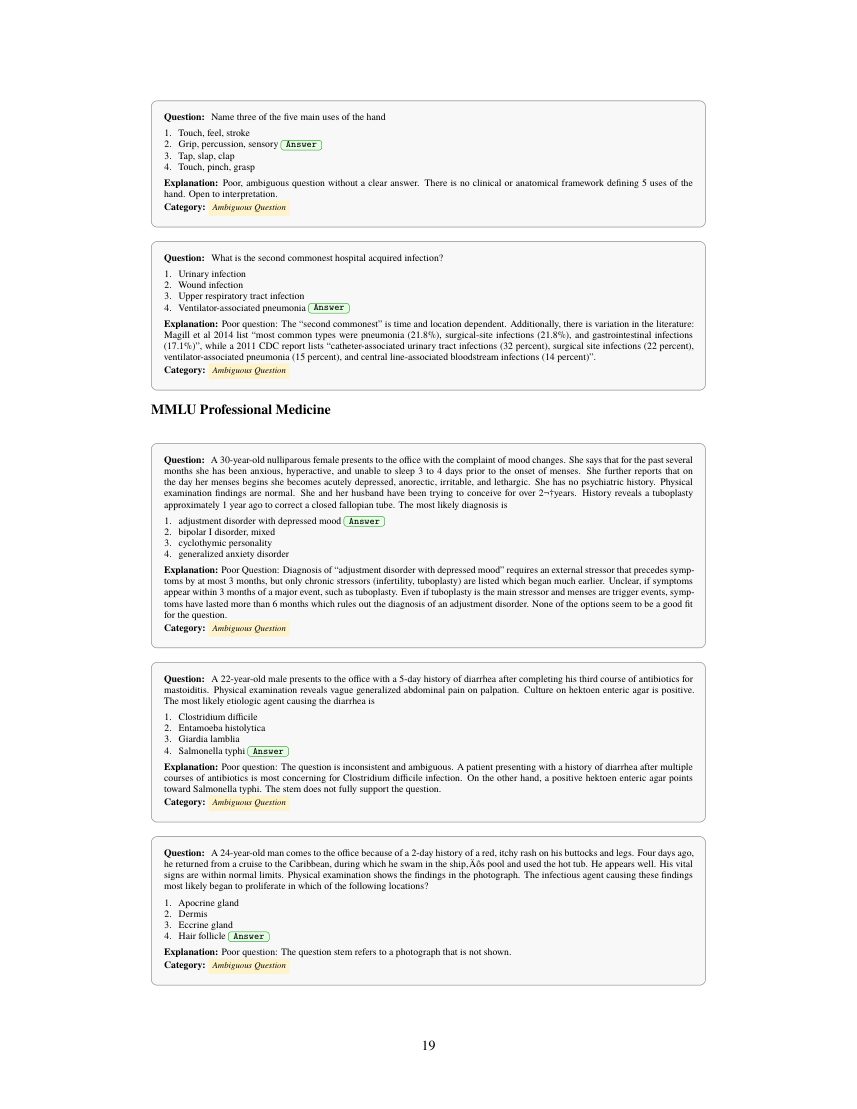 Question: Name three of the five main uses of the hand
1. Touch, feel, stroke
2. Grip, percussion, sensory Answer
3. Tap, slap, clap
4. Touch, pinch, grasp
Explanation: Poor, ambiguous question without a clear answer. There is no clinical or anatomical framework defining 5 uses of the
hand. Open to interpretation.
Category: Ambiguous Question
Question: What is the second commonest hospital acquired infection?
1. Urinary infection
2. Wound infection
3. Upper respiratory tract infection
4. Ventilator-associated pneumonia Answer
Explanation: Poor question: The “second commonest” is time and location dependent. Additionally, there is variation in the literature:
Magill et al 2014 list “most common types were pneumonia (21.8%), surgical-site infections (21.8%), and gastrointestinal infections
(17.1%)”, while a 2011 CDC report lists “catheter-associated urinary tract infections (32 percent), surgical site infections (22 percent),
ventilator-associated pneumonia (15 percent), and central line-associated bloodstream infections (14 percent)”.
Category: Ambiguous Question
MMLU Professional Medicine
Question: A 30-year-old nulliparous female presents to the office with the complaint of mood changes. She says that for the past several
months she has been anxious, hyperactive, and unable to sleep 3 to 4 days prior to the onset of menses. She further reports that on
the day her menses begins she becomes acutely depressed, anorectic, irritable, and lethargic. She has no psychiatric history. Physical
examination findings are normal. She and her husband have been trying to conceive for over 2¬†years. History reveals a tuboplasty
approximately 1 year ago to correct a closed fallopian tube. The most likely diagnosis is
1. adjustment disorder with depressed mood Answer
2. bipolar I disorder, mixed
3. cyclothymic personality
4. generalized anxiety disorder
Explanation: Poor Question: Diagnosis of “adjustment disorder with depressed mood” requires an external stressor that precedes symp-
toms by at most 3 months, but only chronic stressors (infertility, tuboplasty) are listed which began much earlier. Unclear, if symptoms
appear within 3 months of a major event, such as tuboplasty. Even if tuboplasty is the main stressor and menses are trigger events, symp-
toms have lasted more than 6 months which rules out the diagnosis of an adjustment disorder. None of the options seem to be a good fit
for the question.
Category: Ambiguous Question
Question: A 22-year-old male presents to the office with a 5-day history of diarrhea after completing his third course of antibiotics for
mastoiditis. Physical examination reveals vague generalized abdominal pain on palpation. Culture on hektoen enteric agar is positive.
The most likely etiologic agent causing the diarrhea is
1. Clostridium difficile
2. Entamoeba histolytica
3. Giardia lamblia
4. Salmonella typhi Answer
Explanation: Poor question: The question is inconsistent and ambiguous. A patient presenting with a history of diarrhea after multiple
courses of antibiotics is most concerning for Clostridium difficile infection. On the other hand, a positive hektoen enteric agar points
toward Salmonella typhi. The stem does not fully support the question.
Category: Ambiguous Question
Question: A 24-year-old man comes to the office because of a 2-day history of a red, itchy rash on his buttocks and legs. Four days ago,
he returned from a cruise to the Caribbean, during which he swam in the ship‚Äôs pool and used the hot tub. He appears well. His vital
signs are within normal limits. Physical examination shows the findings in the photograph. The infectious agent causing these findings
most likely began to proliferate in which of the following locations?
1. Apocrine gland
2. Dermis
3. Eccrine gland
4. Hair follicle Answer
Explanation: Poor question: The question stem refers to a photograph that is not shown.
Category: Ambiguous Question
19